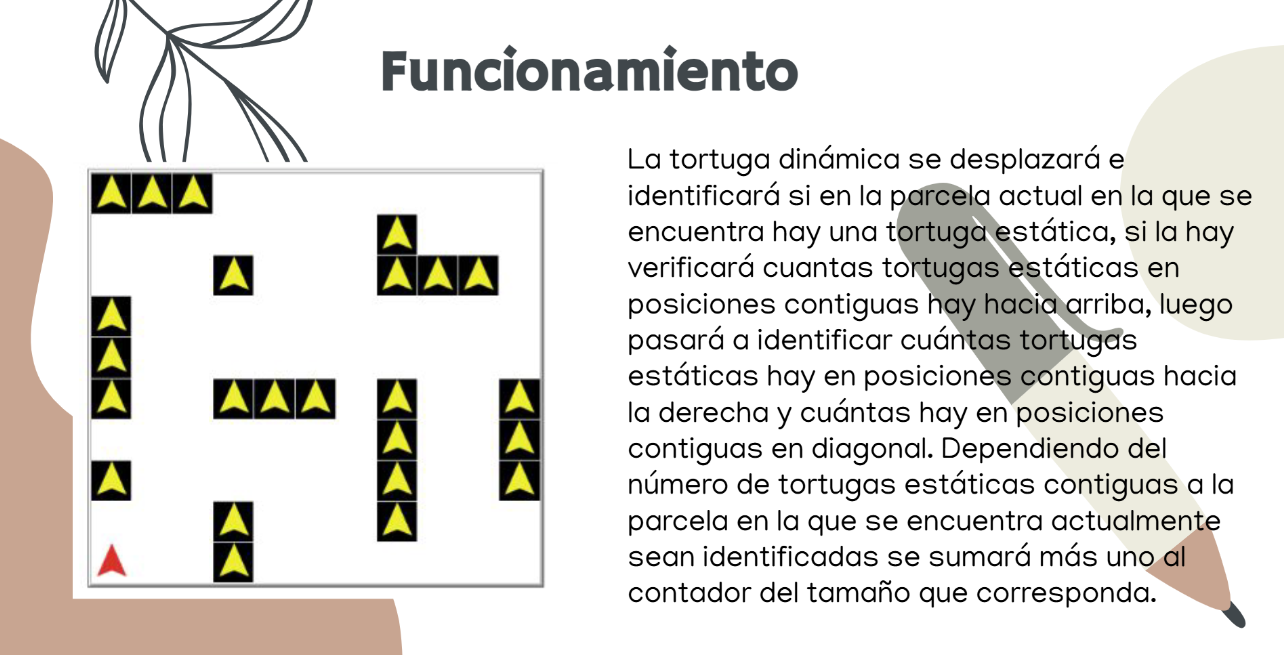 Funcionamiento
La tortuga dinámica se desplazará e
identificará si en la parcela actual en la que se
encuentra hay una tortuga estática, si la hay
verificará cuantas tortugas estáticas en
posiciones contiguas hay hacia arriba, luego
pasará a identificar cuántas tortugas
estáticas hay en posiciones contiguas hacia
la derecha y cuántas hay en posiciones
contiguas en diagonal. Dependiendo del
número de tortugas estáticas contiguas a la
parcela en la que se encuentra actualmente
sean identificadas se sumará más uno al
contador del tamaño que corresponda.